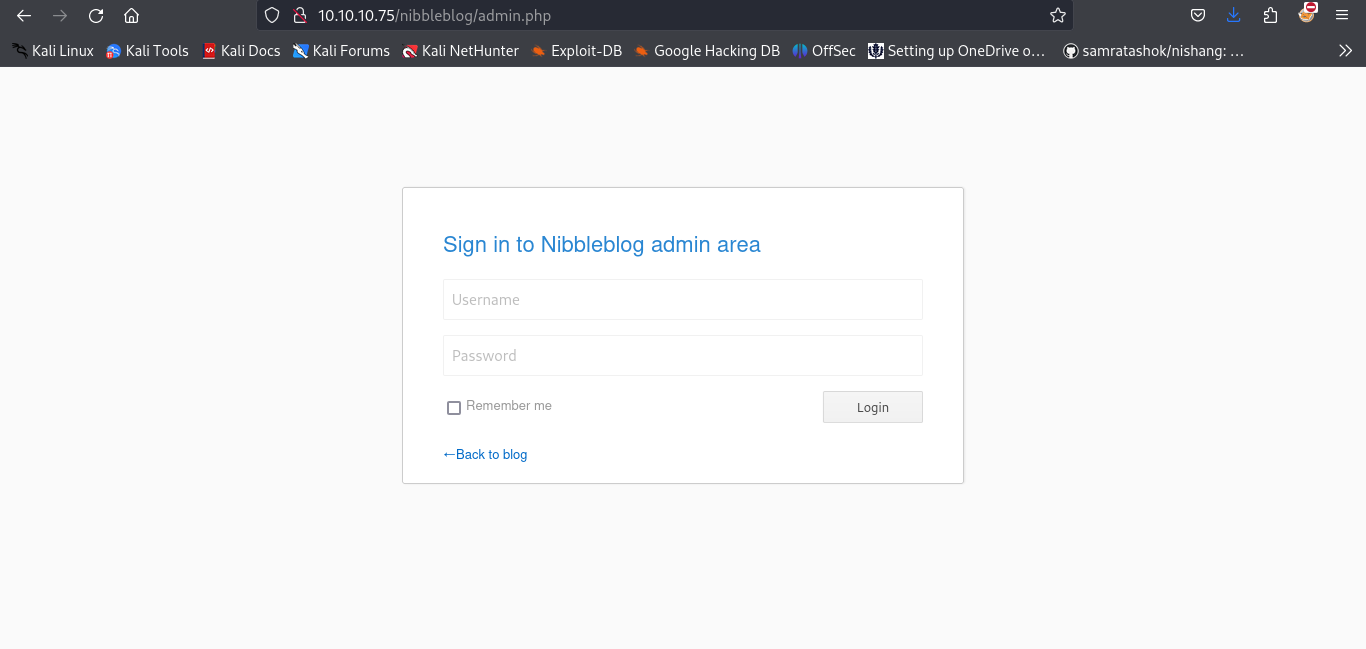 10.10.10.75/nibbleblog/admin.php
Kali Linux Kali Tools Kali Docs Kali Forums Kali NetHunter Exploit-DB Google Hacking DB OffSec Setting up OneDrive o... samratashok/nishang: ...
Sign in to Nibbleblog admin area
Username
Password
Remember me Login
←Back to blog